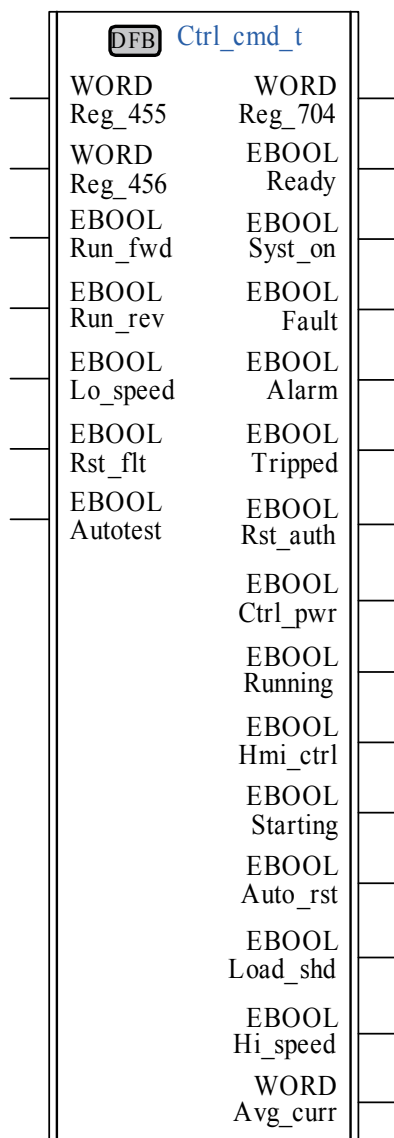 DFB Ctrl_cmd_t
WORD WORD
Reg_455 Reg_704
WORD EBOOL
Reg_456 Ready
EBOOL EBOOL
Run_fwd Syst_on
EBOOL EBOOL
Run_rev Fault
EBOOL EBOOL
Lo_speed Alarm
EBOOL EBOOL
Rst_flt Tripped
EBOOL EBOOL
Autotest Rst_auth
EBOOL
Ctrl_pwr
EBOOL
Running
EBOOL
Hmi_ctrl
EBOOL
Starting
EBOOL
Auto_rst
EBOOL
Load_shd
EBOOL
Hi_speed
WORD
Avg_curr